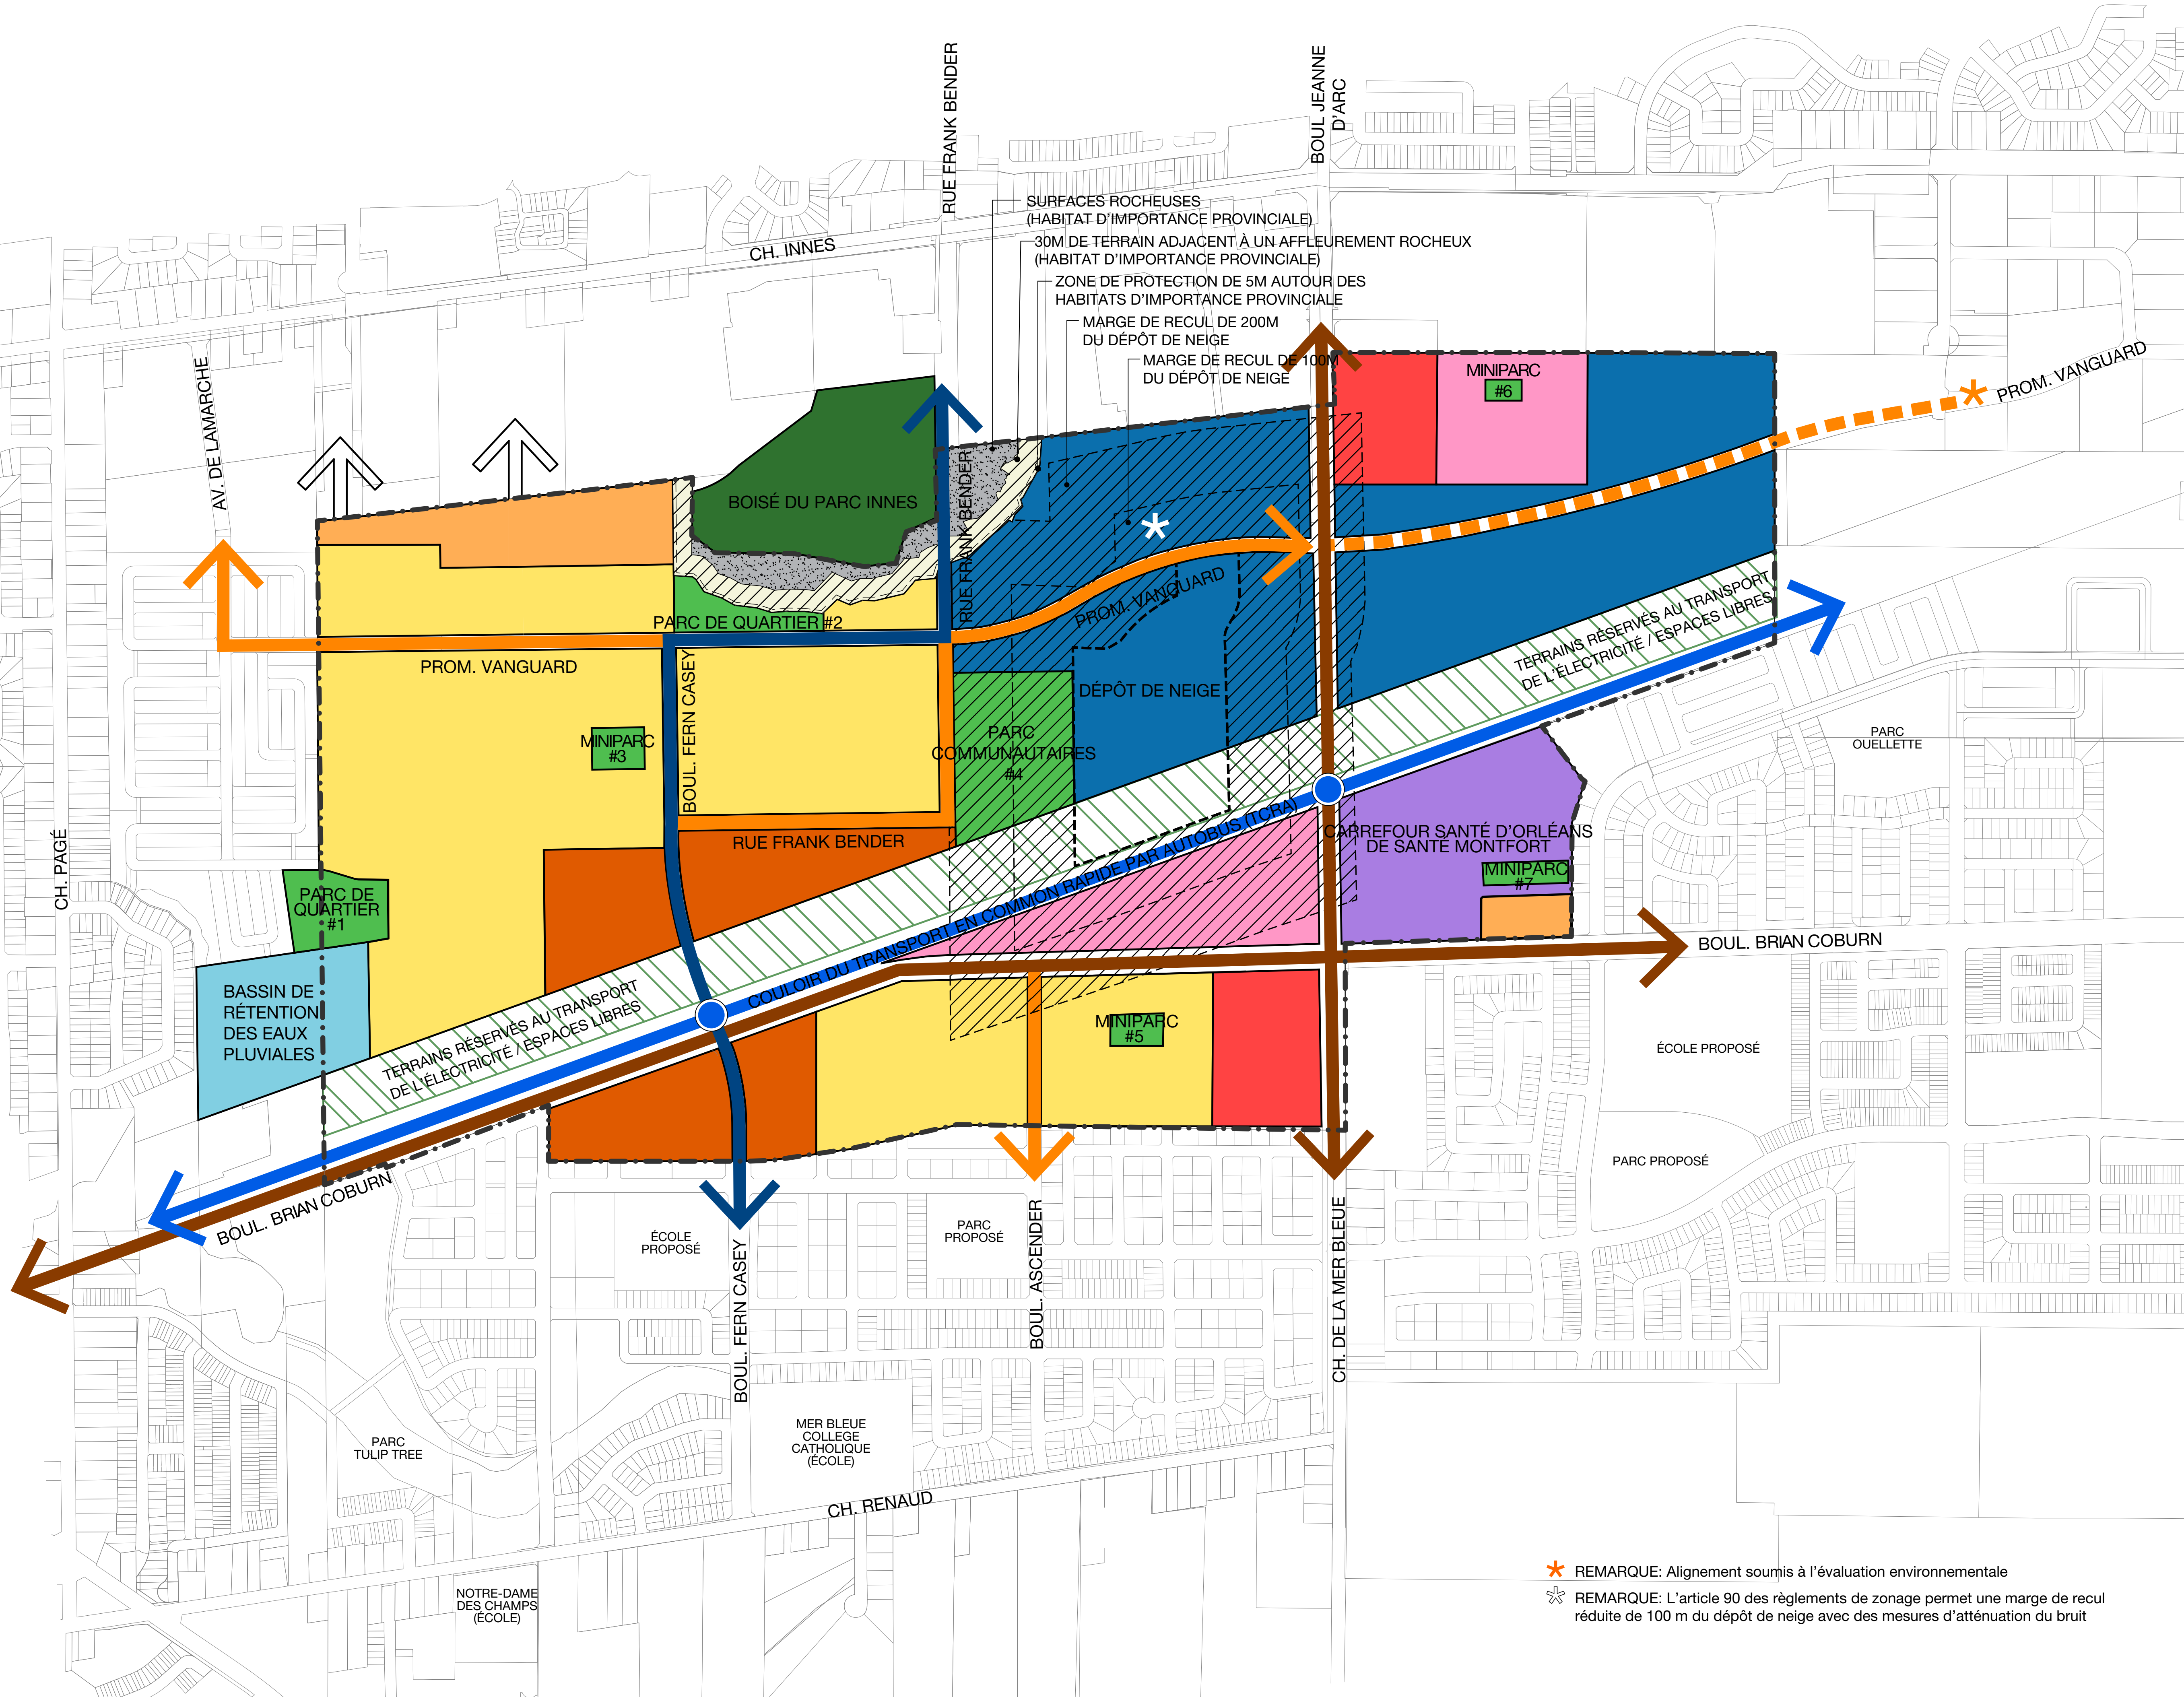 RUE FRANK BENDER
BOUL JEANNE
D'ARC
SURFACES ROCHEUSES
(HABITAT D'IMPORTANCE PROVINCIALE)
CH. INNES
30M DE TERRAIN ADJACENT À UN AFFLEUREMENT ROCHEUX
(HABITAT D'IMPORTANCE PROVINCIALE)
ZONE DE PROTECTION DE 5M AUTOUR DES
HABITATS D'IMPORTANCE PROVINCIALE
MARGE DE RECUL DE 200M
DU DÉPÔT DE NEIGE
MARGE DE RECUL DE 100M
DU DÉPÔT DE NEIGE
AV. DE LAMARCHE
MINIPARC
#6
PROM. VANGUARD
BOISÉ DU PARC INNES
RUE FRANK BENDER
PROM. VANGUARD
PARC DE QUARTIER #2
PROM. VANGUARD
TERRAINS RÉSERVÉS AU TRANSPORT
DE L'ÉLECTRICITÉ / ESPACES LIBRES
BOUL. FERN CASEY
DÉPÔT DE NEIGE
MINIPARC
#3
PARC
COMMUNAUTAIRES
#4
PARC
OUELLETTE
RUE FRANK BENDER
CARREFOUR SANTÉ D'ORLÉANS
DE SANTÉ MONTFORT
MINIPARC
#7
CH. PAGÉ
PARC DE
QUARTIER
#1
COULOIR DU TRANSPORT EN COMMON RAPIDE PAR AUTOBUS (TCRA)
BOUL. BRIAN COBURN
BASSIN DE
RÉTENTION
DES EAUX
PLUVIALES
TERRAINS RÉSERVÉS AU TRANSPORT
DE L'ÉLECTRICITÉ / ESPACES LIBRES
MINIPARC
#5
ÉCOLE PROPOSÉ
PARC PROPOSÉ
BOUL. BRIAN COBURN
ÉCOLE
PROPOSÉ
BOUL. FERN CASEY
PARC
PROPOSÉ
BOUL. ASCENDER
CH. DE LA MER BLEUE
PARC
TULIP TREE
MER BLEUE
COLLEGE
CATHOLIQUE
(ÉCOLE)
CH. RENAUD
NOTRE-DAME
DES CHAMPS
(ÉCOLE)
REMARQUE: Alignement soumis à l'évaluation environnementale
REMARQUE: L'article 90 des règlements de zonage permet une marge de recul
réduite de 100 m du dépôt de neige avec des mesures d'atténuation du bruit